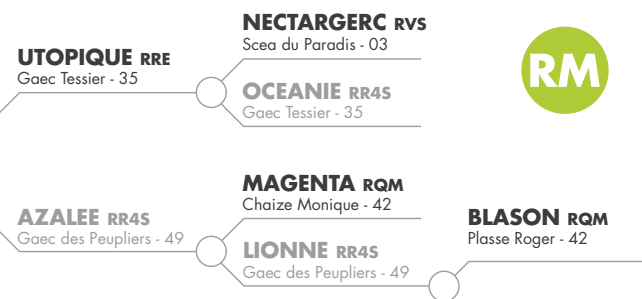 NECTARGERC RVS
Scea du Paradis - 03
UTOPIQUE RRE
Gaec Tessier - 35
OCEANIE RR4S
Gaec Tessier - 35
RM
MAGENTA RQM
Chaize Monique - 42
AZALEE RR4S
Gaec des Peupliers - 49
BLASON RQM
Plasse Roger - 42
LIONNE RR4S
Gaec des Peupliers - 49